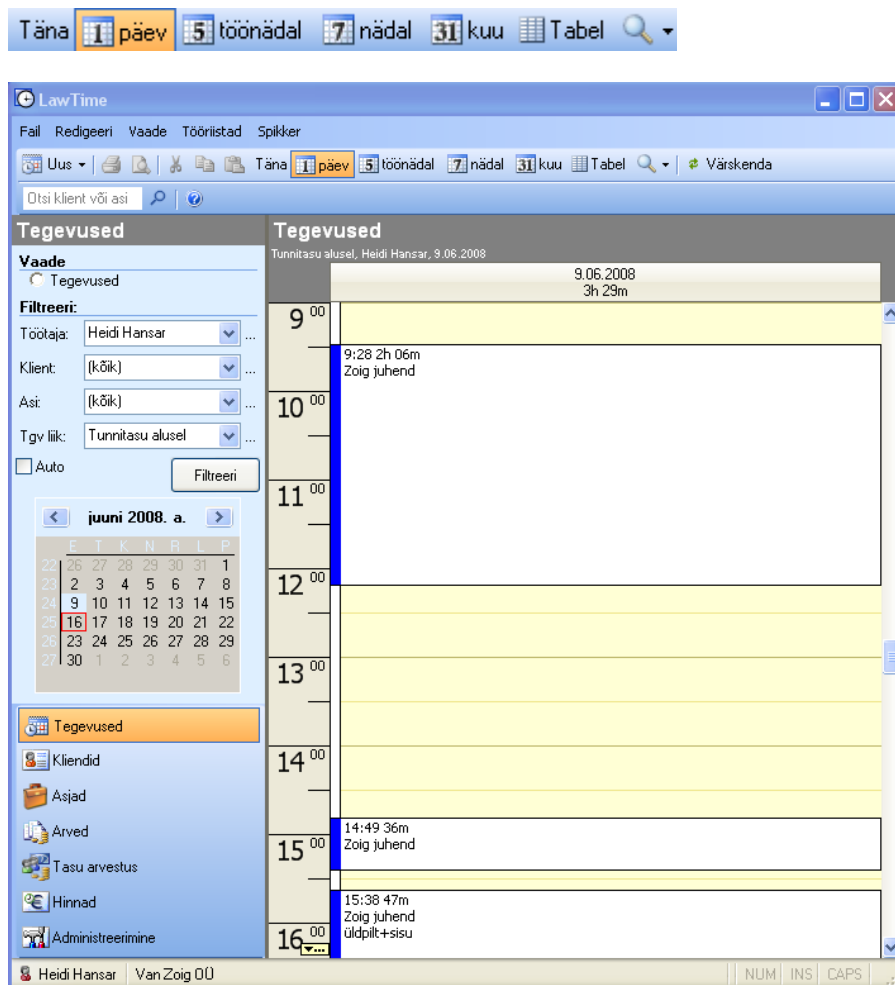 Täna 1 päev 5 töönädal 7 nädal 31 kuu Tabel
LawTime
Fail Redigeeri Vaade Tööriistad Spikker
Uus Täna 1 päev 5 töönädal 7 nädal 31 kuu Tabel Värskenda
Otsi klient või asi
Tegevused
Vaade
Tegevused
Filtreeri:
Töötaja: Heidi Hansar ...
Klient: (kõik) ...
Asi: (kõik) ...
Tgv liik: Tunnitasu alusel ...
Auto Filtreeri
juuni 2008. a.
E T K N R L P
22 26 27 28 29 30 31 1
23 2 3 4 5 6 7 8
24 9 10 11 12 13 14 15
25 16 17 18 19 20 21 22
26 23 24 25 26 27 28 29
27 30 1 2 3 4 5 6
Tegevused
Kliendid
Asjad
Arved
Tasu arvestus
Hinnad
Administreerimine
Tegevused
Tunnitasu alusel, Heidi Hansar, 9.06.2008
9.06.2008
3h 29m
9 00
9:28 2h 06m
Zoig juhend
10 00
11 00
12 00
13 00
14 00
14:49 36m
Zoig juhend
15 00
15:38 47m
Zoig juhend
üldpilt+sisu
16 00
Heidi Hansar Van Zoig OÜ NUM INS CAPS